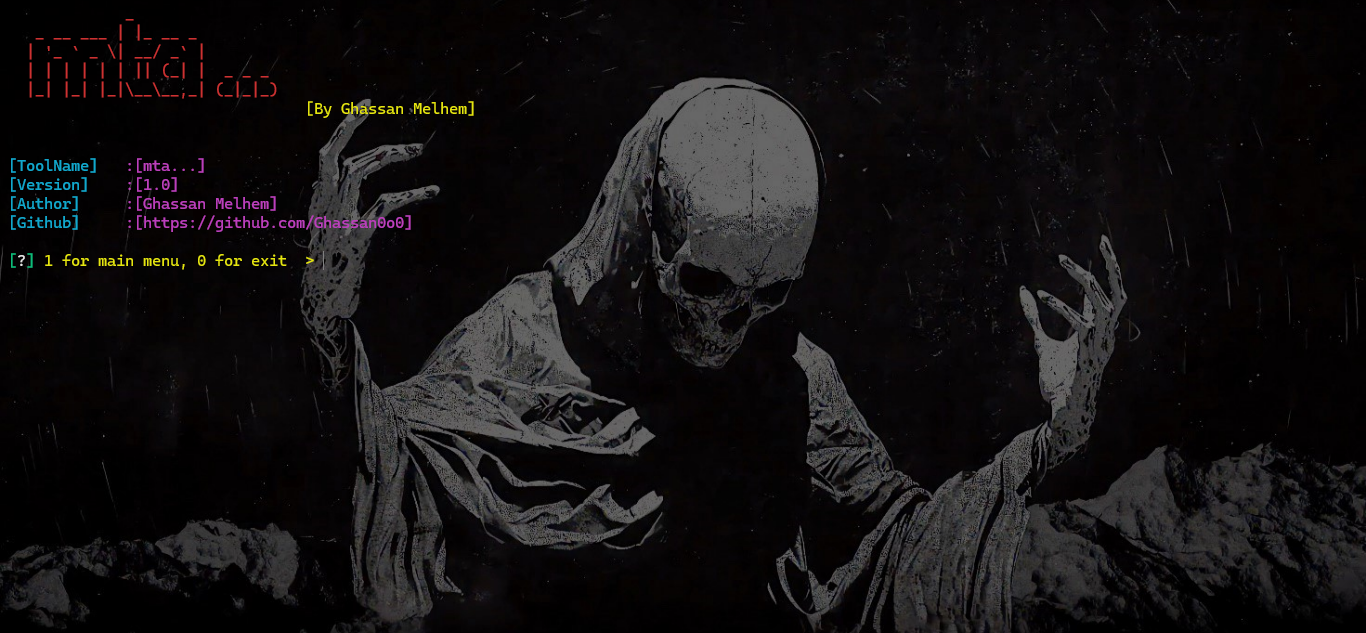 mta...
[By Ghassan Melhem]
[ToolName] :[mta...]
[Version] :[1.0]
[Author] :[Ghassan Melhem]
[Github] :[https://github.com/Ghassan0o0]
[?] 1 for main menu, 0 for exit >